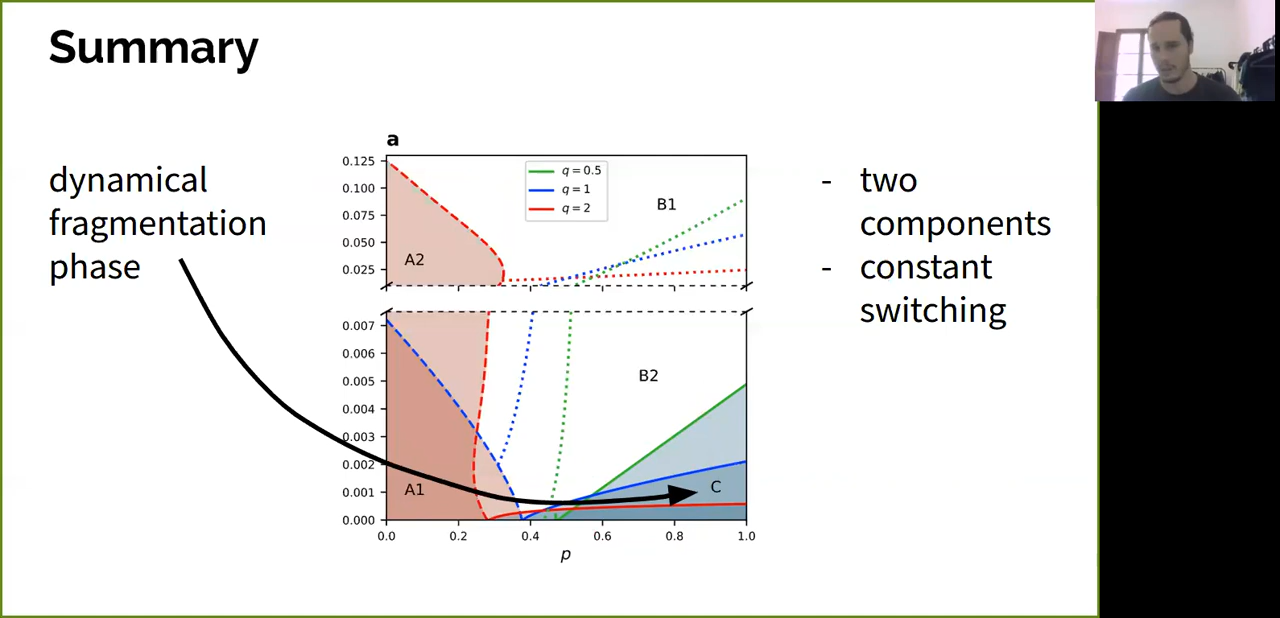 Summary
dynamical
fragmentation
phase
a
0.125
0.100
0.075
0.050
0.025
q = 0.5
q = 1
q = 2
B1
A2
0.007
0.006
0.005
0.004
0.003
0.002
0.001
0.000
B2
A1
C
0.0 0.2 0.4 0.6 0.8 1.0
p
- two
components
- constant
switching